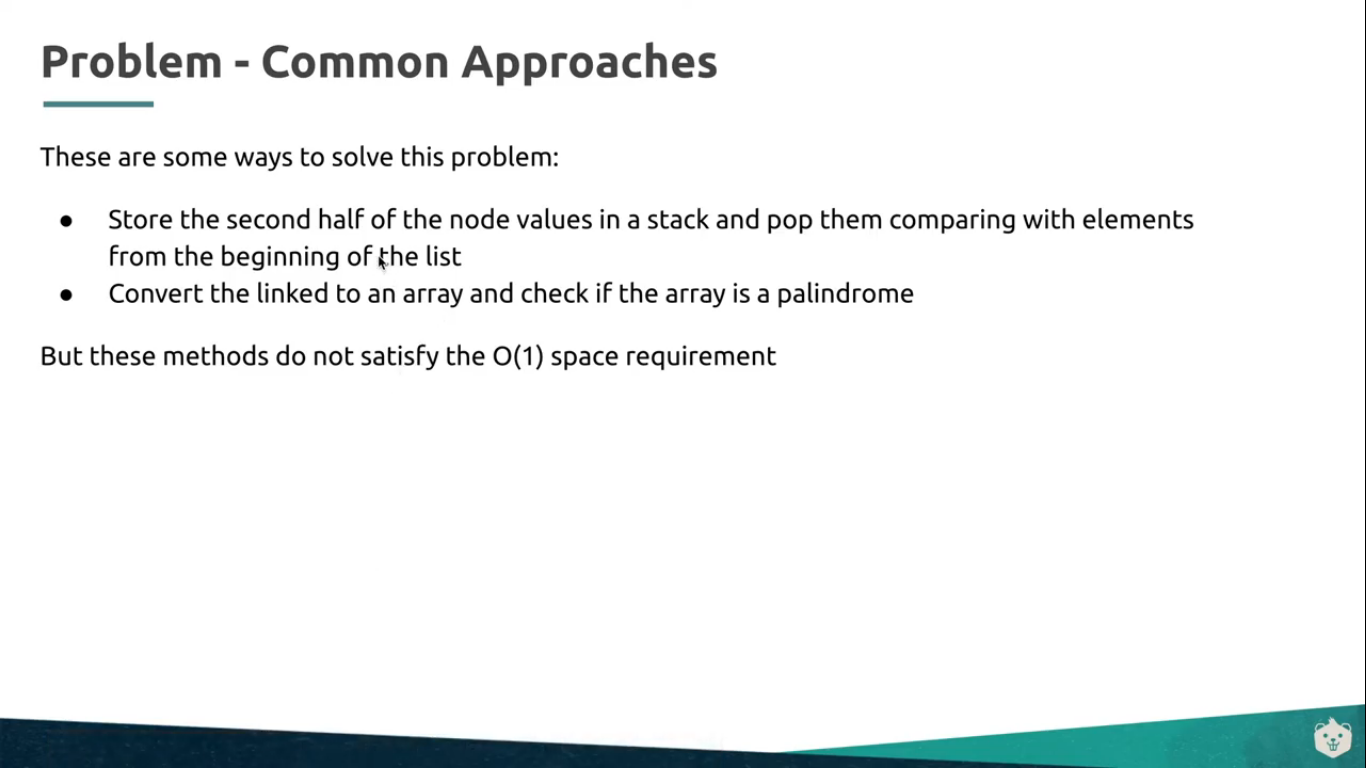 Problem - Common Approaches
These are some ways to solve this problem:
● Store the second half of the node values in a stack and pop them comparing with elements
from the beginning of the list
● Convert the linked to an array and check if the array is a palindrome
But these methods do not satisfy the O(1) space requirement